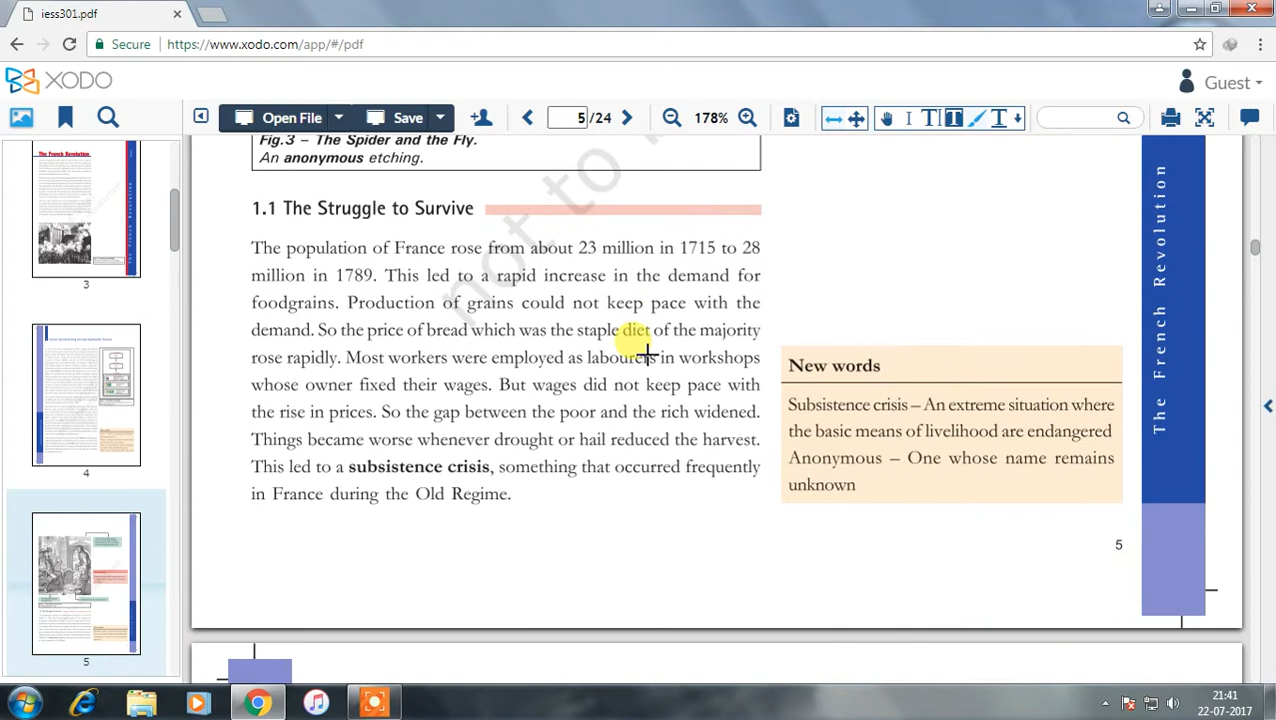 iess301.pdf
Secure
https://www.xodo.com/app/#/pdf
XODO
Guest
Open File
Save
5 /24
178%
Fig.3 – The Spider and the Fly.
An anonymous etching.
1.1 The Struggle to Survive
The population of France rose from about 23 million in 1715 to 28
million in 1789. This led to a rapid increase in the demand for
foodgrains. Production of grains could not keep pace with the
demand. So the price of bread which was the staple diet of the majority
rose rapidly. Most workers were employed as labourers in workshops
whose owner fixed their wages. But wages did not keep pace with
the rise in prices. So the gap between the poor and the rich widened.
Things became worse whenever drought or hail reduced the harvest.
This led to a subsistence crisis, something that occurred frequently
in France during the Old Regime.
New words
Subsistence crisis – An extreme situation where
the basic means of livelihood are endangered
Anonymous – One whose name remains
unknown
The French Revolution
5
not to
The French Revolution
3
4
5
21:41
22-07-2017